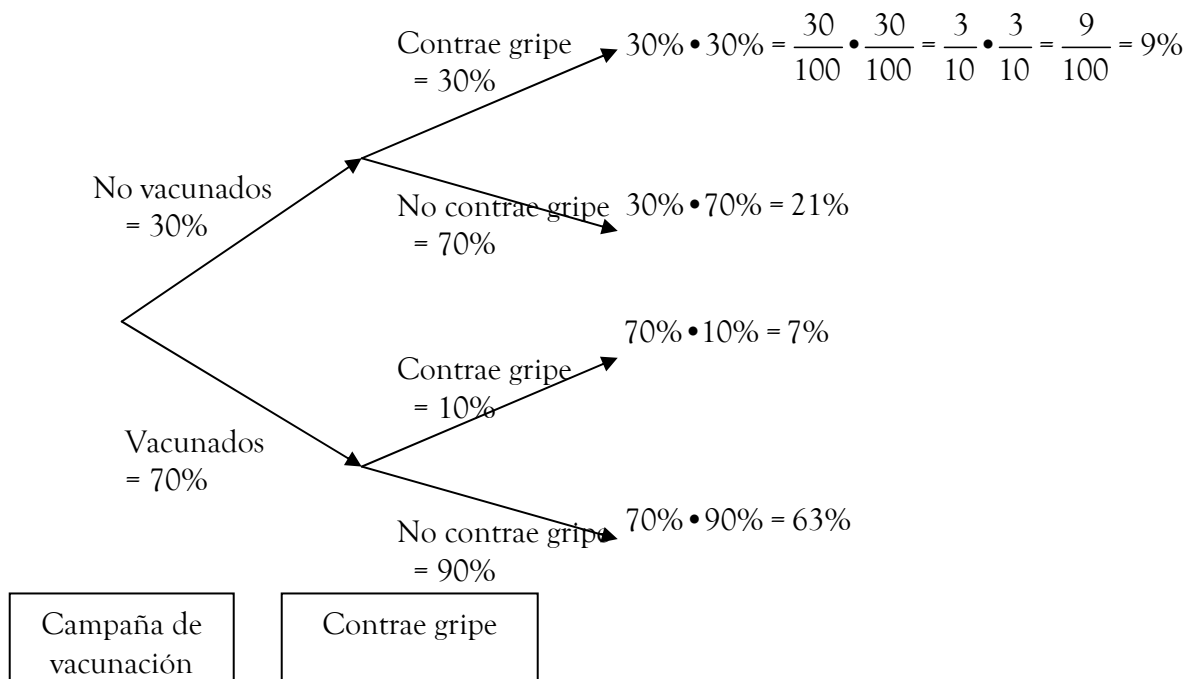 Contrae gripe
= 30%
30% • 30% = 30/100 • 30/100 = 3/10 • 3/10 = 9/100 = 9%
No vacunados
= 30%
No contrae gripe
= 70%
30% • 70% = 21%
70% • 10% = 7%
Contrae gripe
= 10%
Vacunados
= 70%
70% • 90% = 63%
No contrae gripe
= 90%
Campaña de
vacunación
Contrae gripe